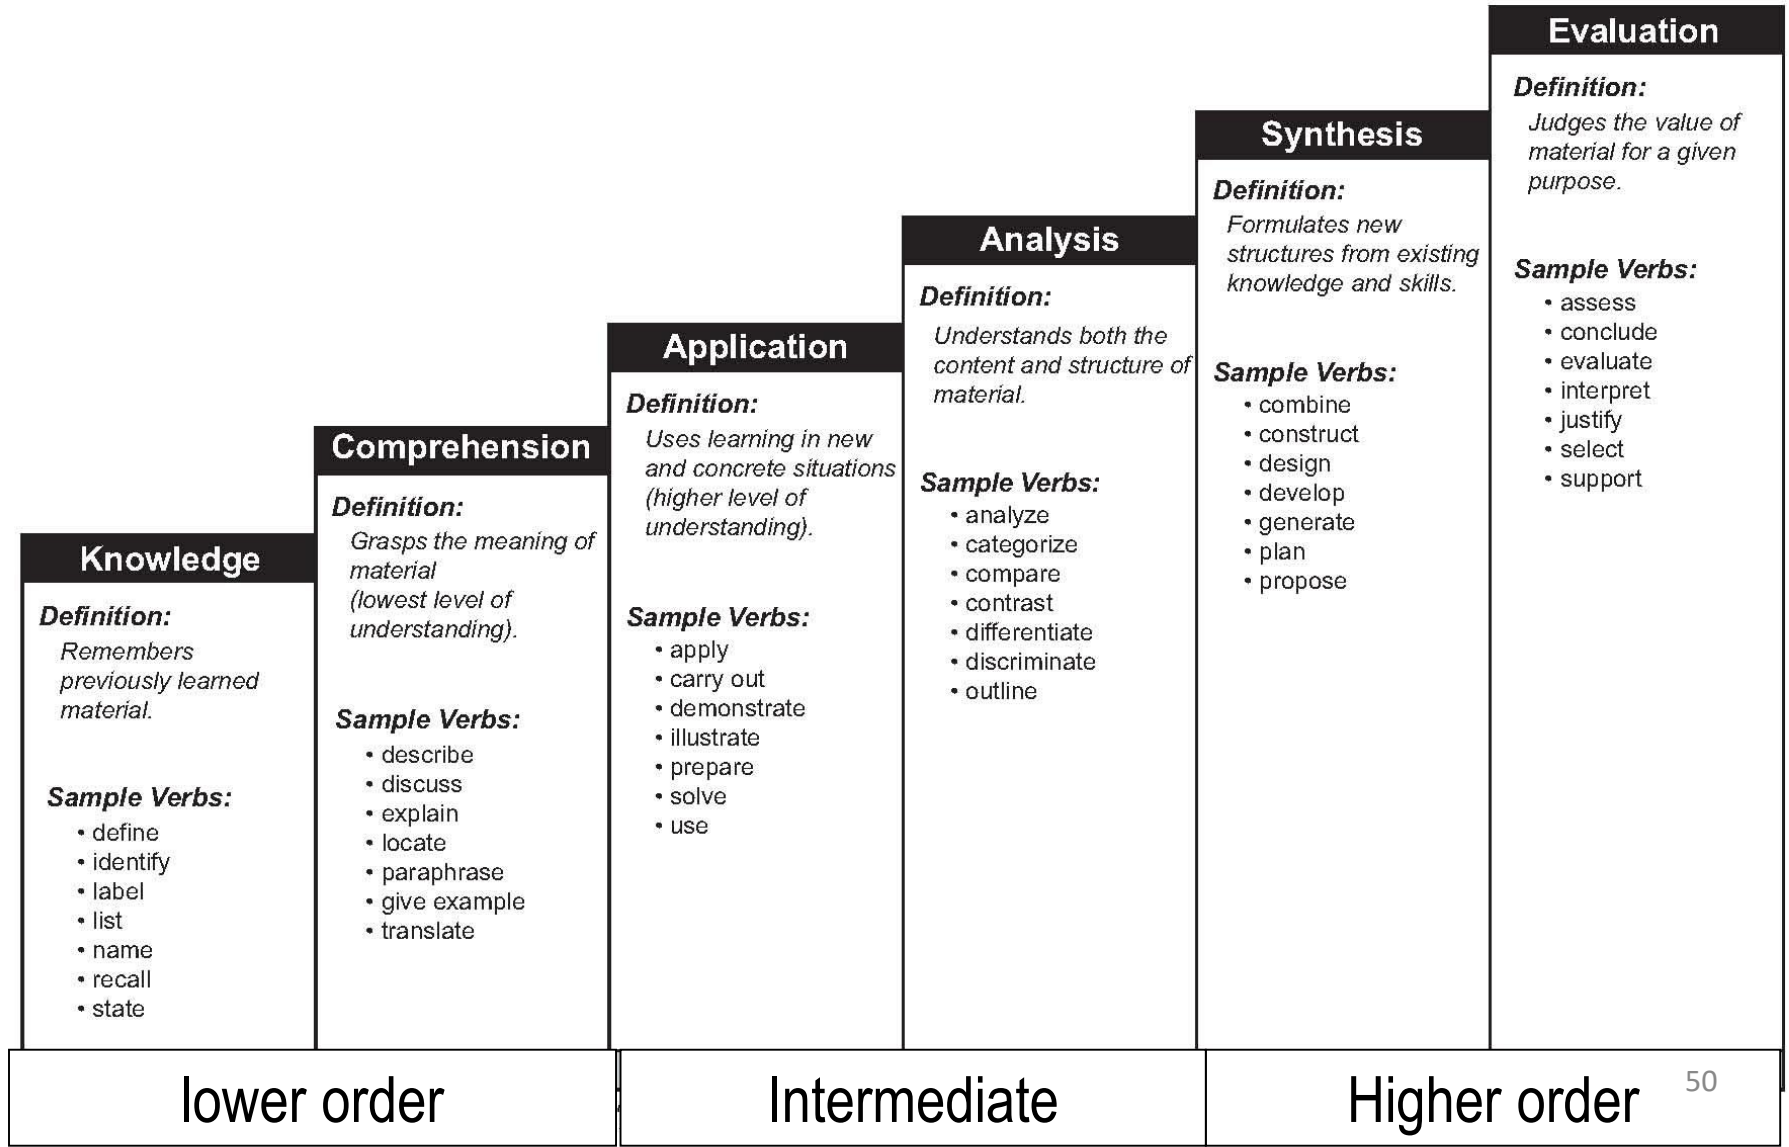 Knowledge
Definition:
Remembers
previously learned
material.
Sample Verbs:
• define
• identify
• label
• list
• name
• recall
• state
Comprehension
Definition:
Grasps the meaning of
material
(lowest level of
understanding).
Sample Verbs:
• describe
• discuss
• explain
• locate
• paraphrase
• give example
• translate
Application
Definition:
Uses learning in new
and concrete situations
(higher level of
understanding).
Sample Verbs:
• apply
• carry out
• demonstrate
• illustrate
• prepare
• solve
• use
Analysis
Definition:
Understands both the
content and structure of
material.
Sample Verbs:
• analyze
• categorize
• compare
• contrast
• differentiate
• discriminate
• outline
Synthesis
Definition:
Formulates new
structures from existing
knowledge and skills.
Sample Verbs:
• combine
• construct
• design
• develop
• generate
• plan
• propose
Evaluation
Definition:
Judges the value of
material for a given
purpose.
Sample Verbs:
• assess
• conclude
• evaluate
• interpret
• justify
• select
• support
lower order
Intermediate
Higher order
50